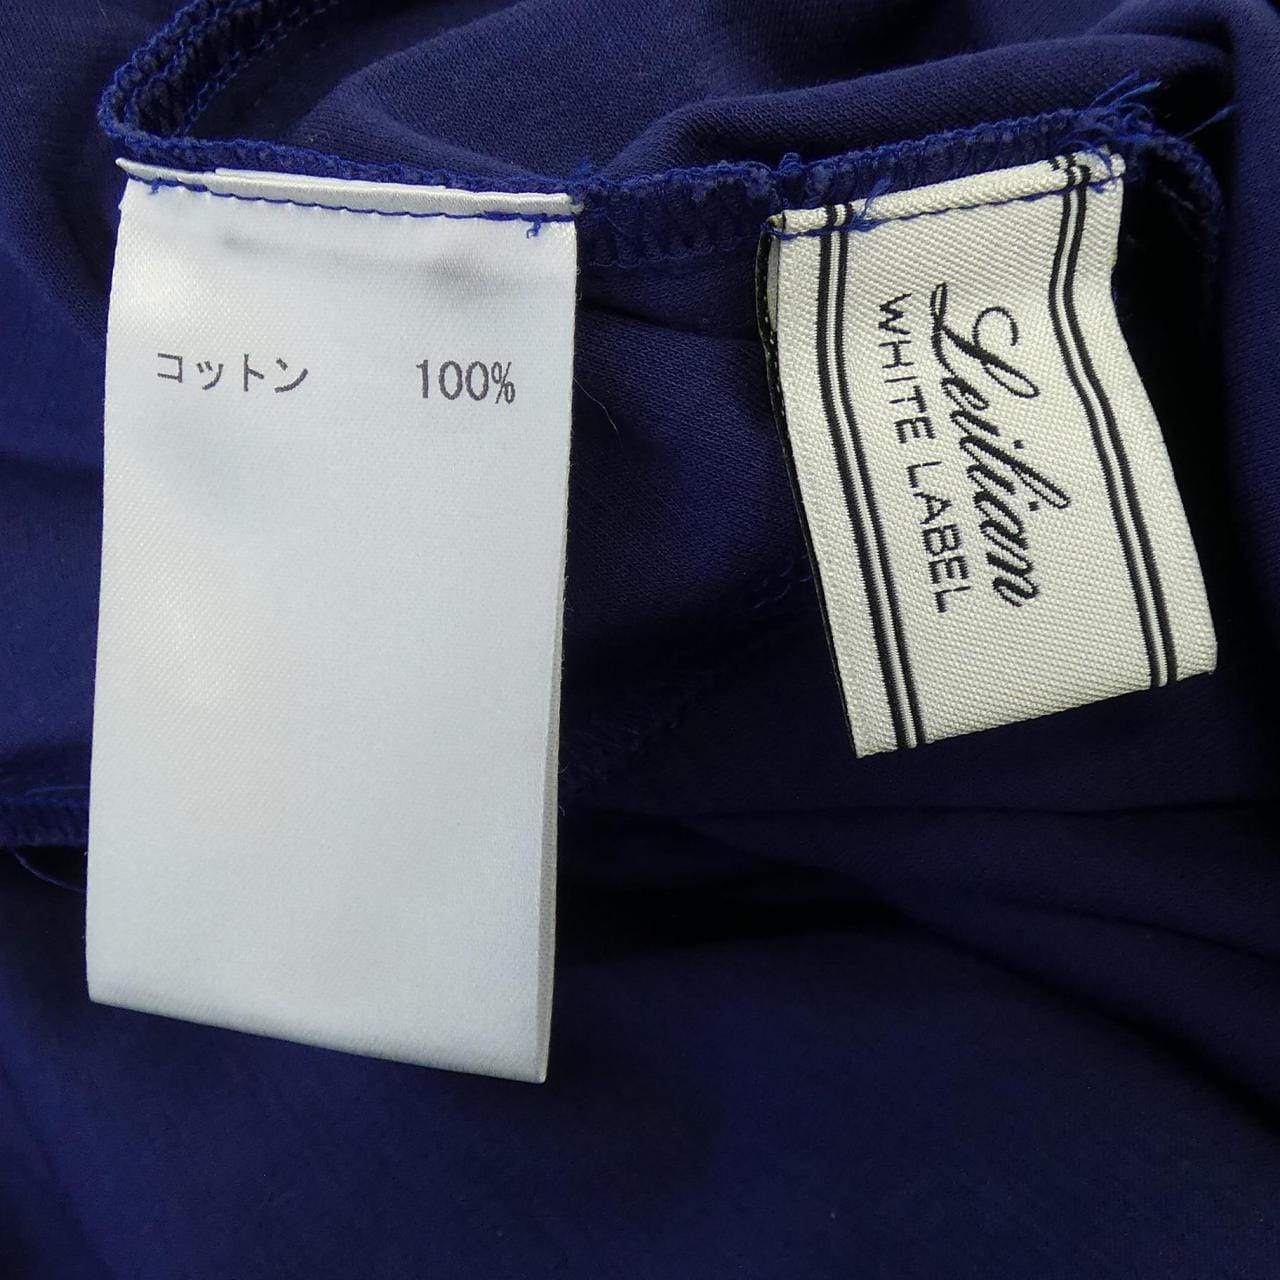 コットン 100%
Leilian
WHITE LABEL